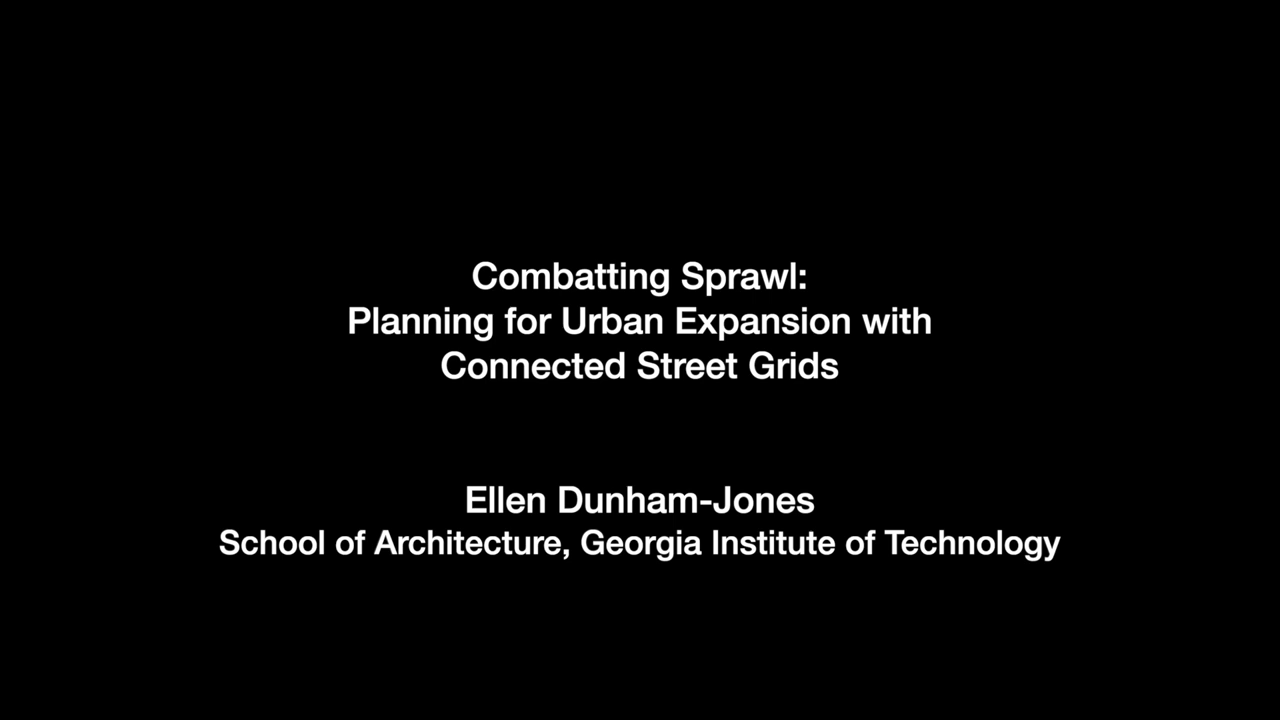 Combatting Sprawl:
Planning for Urban Expansion with
Connected Street Grids
Ellen Dunham-Jones
School of Architecture, Georgia Institute of Technology